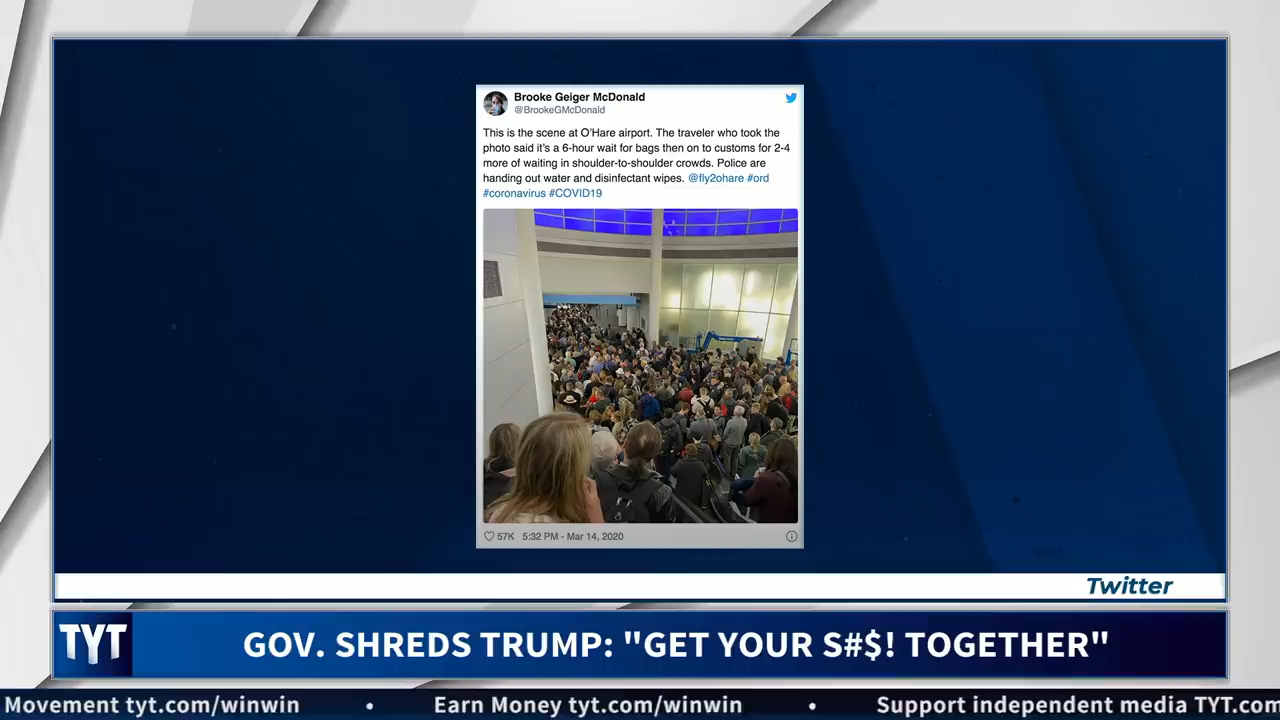 Brooke Geiger McDonald
@BrookeGMcDonald
This is the scene at O'Hare airport. The traveler who took the
photo said it's a 6-hour wait for bags then on to customs for 2-4
more of waiting in shoulder-to-shoulder crowds. Police are
handing out water and disinfectant wipes. @fly2ohare #ord
#coronavirus #COVID19
57K 5:32 PM - Mar 14, 2020
Twitter
TYT
GOV. SHREDS TRUMP: "GET YOUR S#$! TOGETHER"
Movement tyt.com/winwin • Earn Money tyt.com/winwin • Support independent media TYT.com